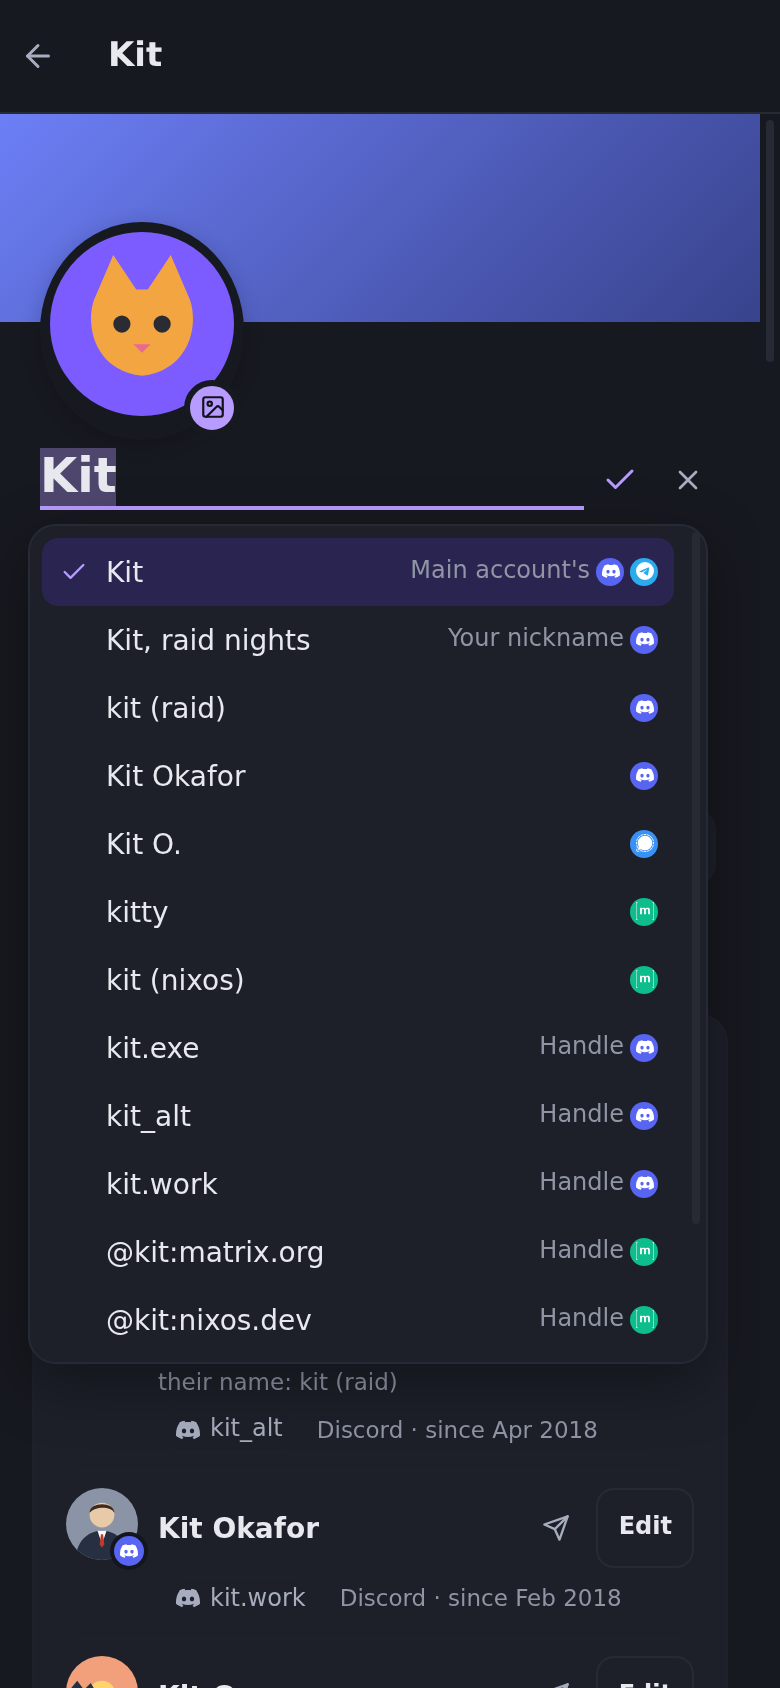 Kit
Kit
Kit Main account's
Kit, raid nights Your nickname
kit (raid)
Kit Okafor
Kit O.
kitty
kit (nixos)
kit.exe Handle
kit_alt Handle
kit.work Handle
@kit:matrix.org Handle
@kit:nixos.dev Handle
their name: kit (raid)
kit_alt Discord · since Apr 2018
Kit Okafor Edit
kit.work Discord · since Feb 2018